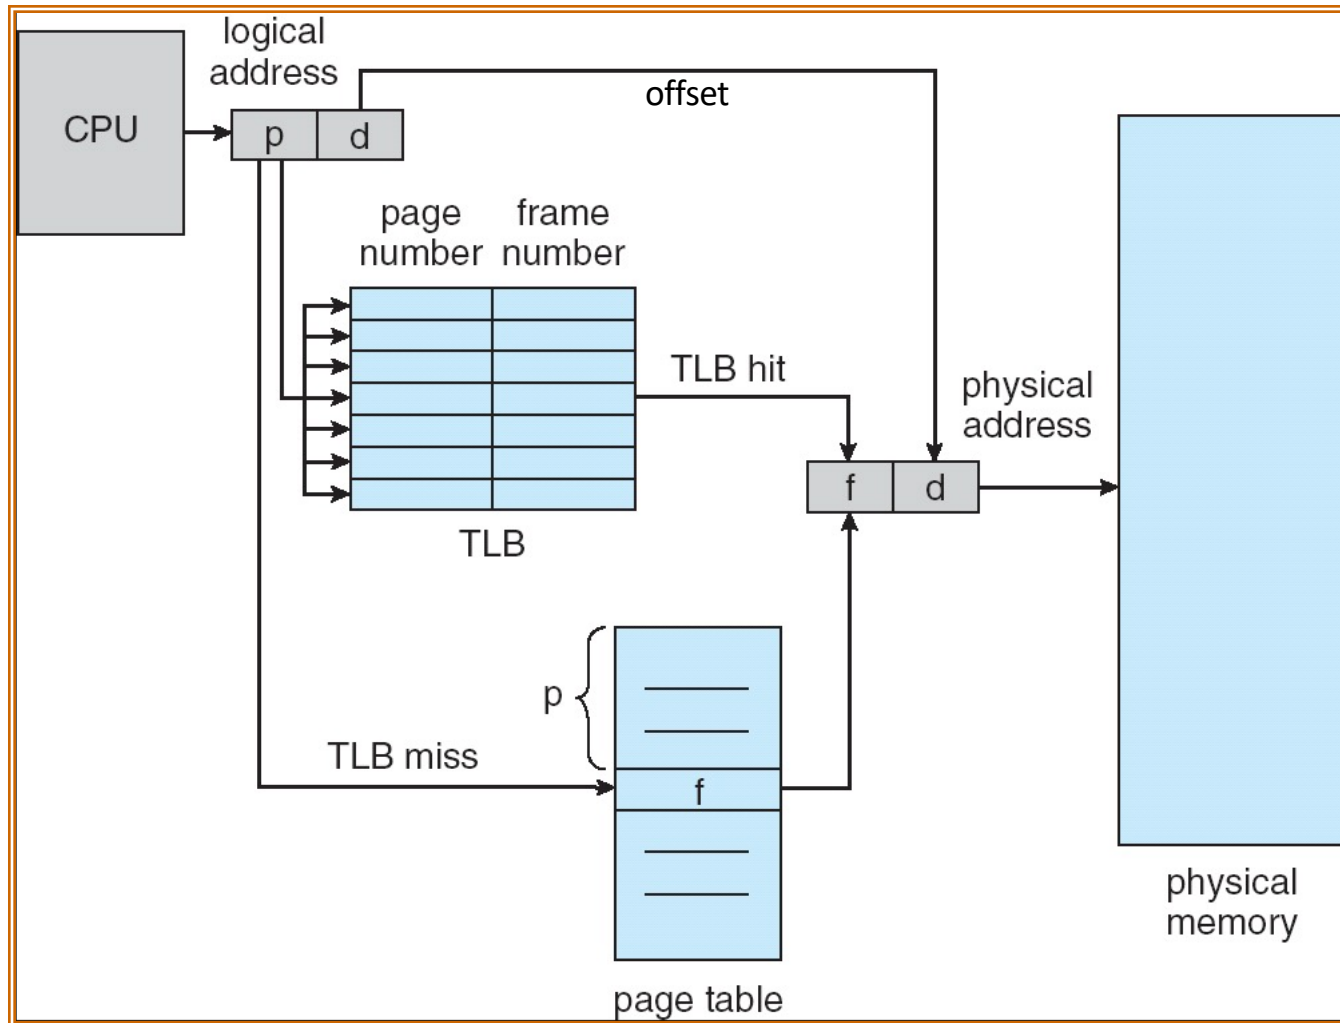 logical
address
offset
CPU
p
d
page
number
frame
number
TLB hit
physical
address
f
d
TLB
p
TLB miss
f
physical
memory
page table